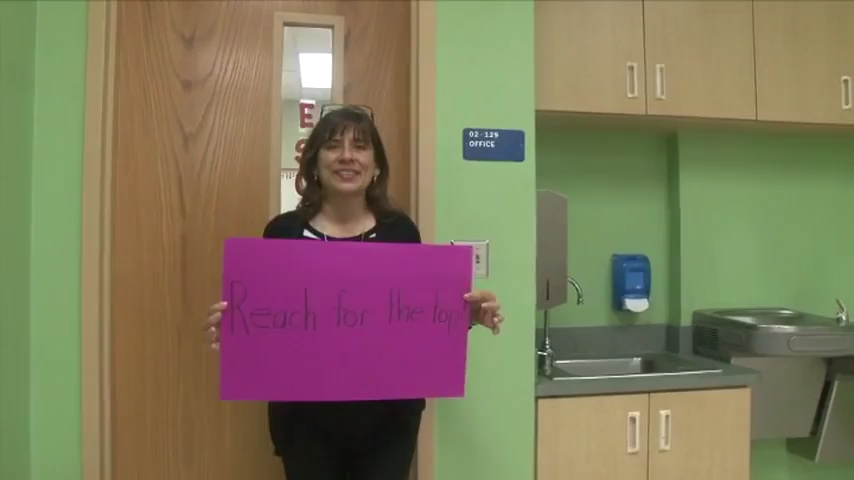 E
S
02-129
OFFICE
Reach for the top!